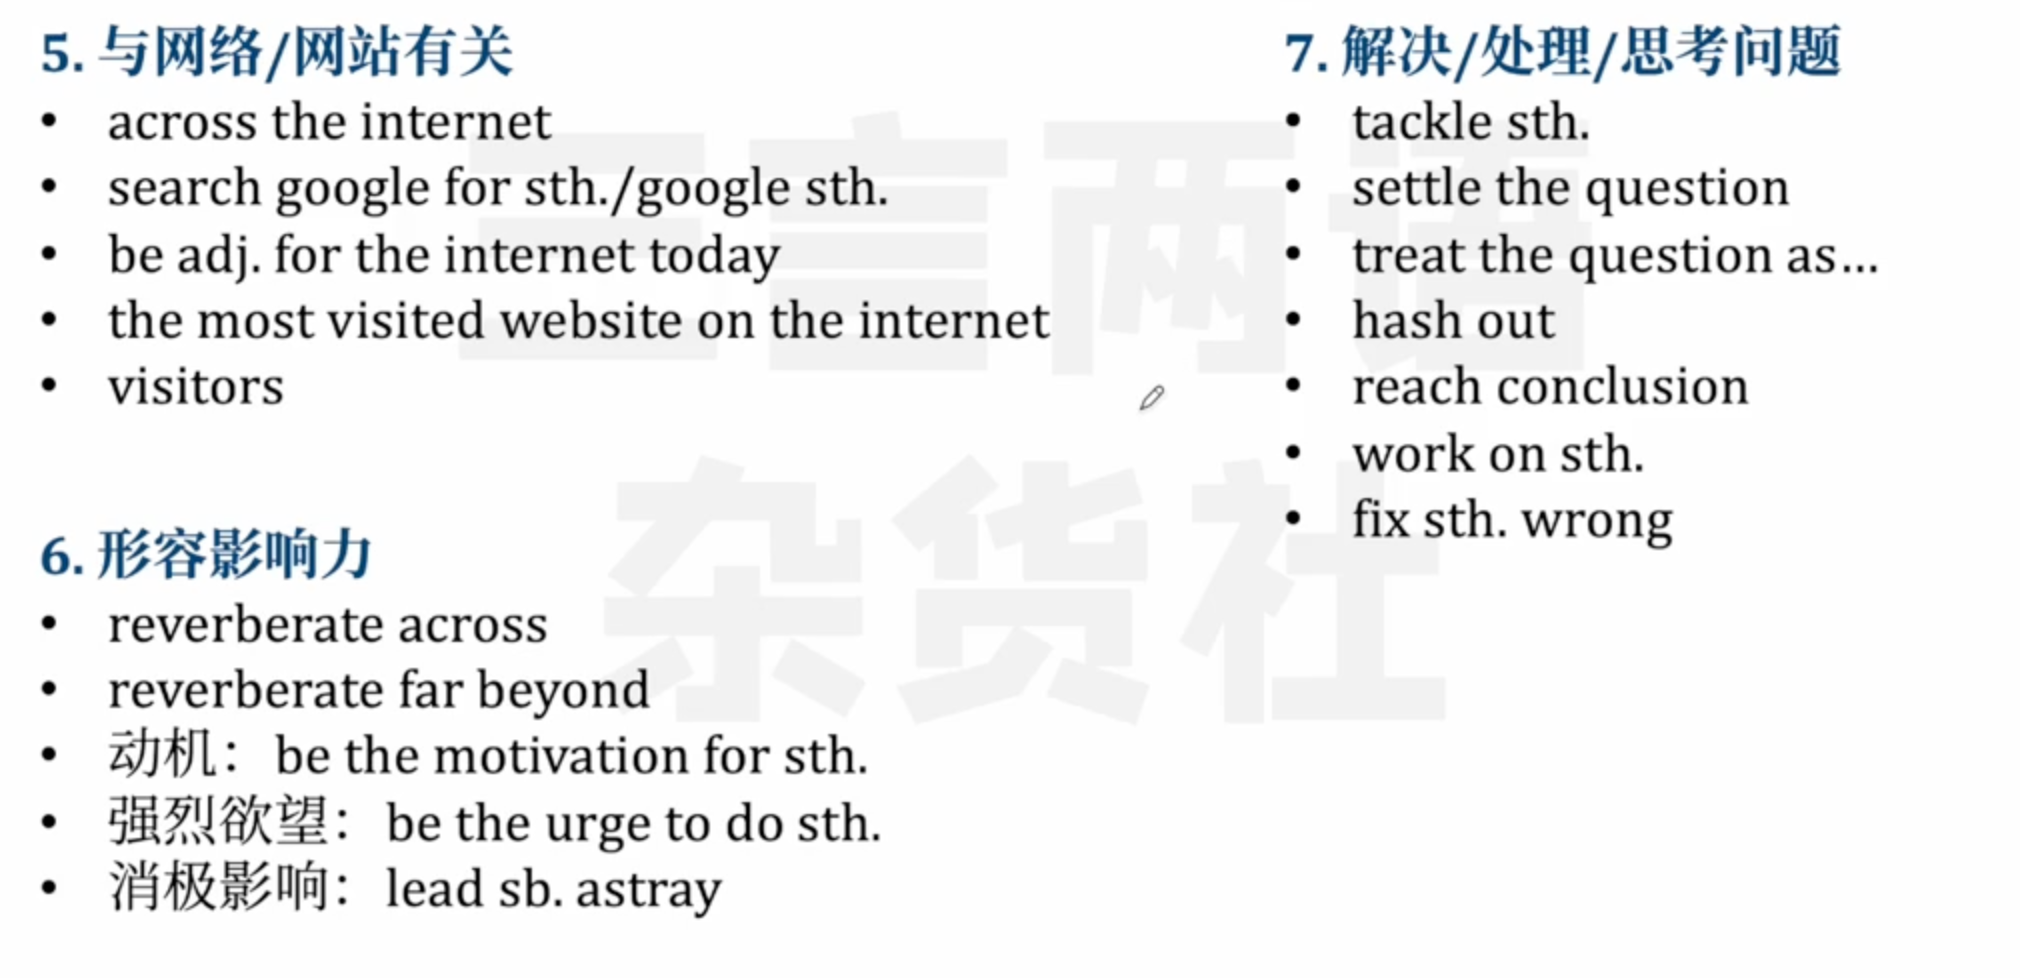 5. 与网络/网站有关
• across the internet
• search google for sth./google sth.
• be adj. for the internet today
• the most visited website on the internet
• visitors
6. 形容影响力
• reverberate across
• reverberate far beyond
• 动机：be the motivation for sth.
• 强烈欲望：be the urge to do sth.
• 消极影响：lead sb. astray
7. 解决/处理/思考问题
• tackle sth.
• settle the question
• treat the question as...
• hash out
• reach conclusion
• work on sth.
• fix sth. wrong
三言两语
杂货社